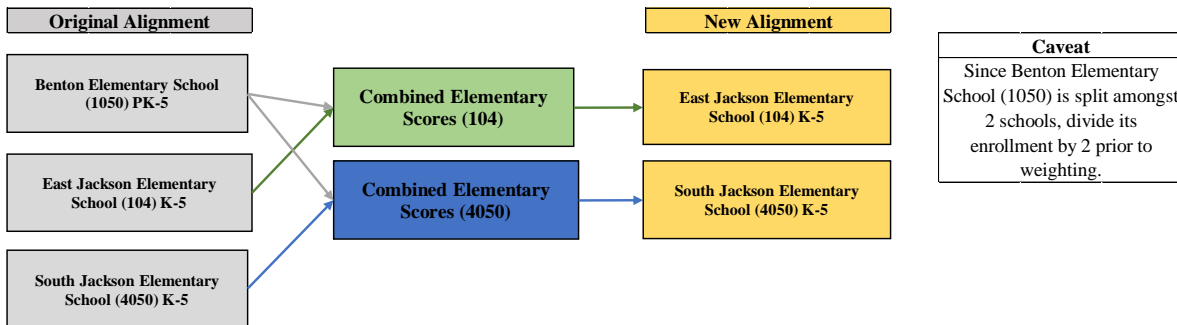 Original Alignment
Benton Elementary School
(1050) PK-5
East Jackson Elementary
School (104) K-5
South Jackson Elementary
School (4050) K-5
Combined Elementary
Scores (104)
Combined Elementary
Scores (4050)
New Alignment
East Jackson Elementary
School (104) K-5
South Jackson Elementary
School (4050) K-5
Caveat
Since Benton Elementary
School (1050) is split amongst
2 schools, divide its
enrollment by 2 prior to
weighting.